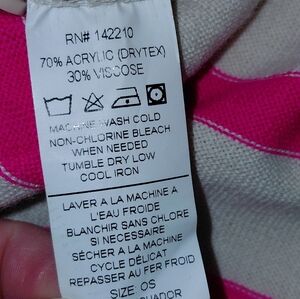 RN# 142210
70% ACRYLIC (DRYTEX)
30% VISCOSE
MACHINE WASH COLD
NON-CHLORINE BLEACH
WHEN NEEDED
TUMBLE DRY LOW
COOL IRON
LAVER A LA MACHINE A
L'EAU FROIDE
BLANCHIR SANS CHLORE
SI NECESSAIRE
SÉCHER A LA MACHINE
CYCLE DÉLICAT
REPASSER AU FER FROID
SIZE: OS